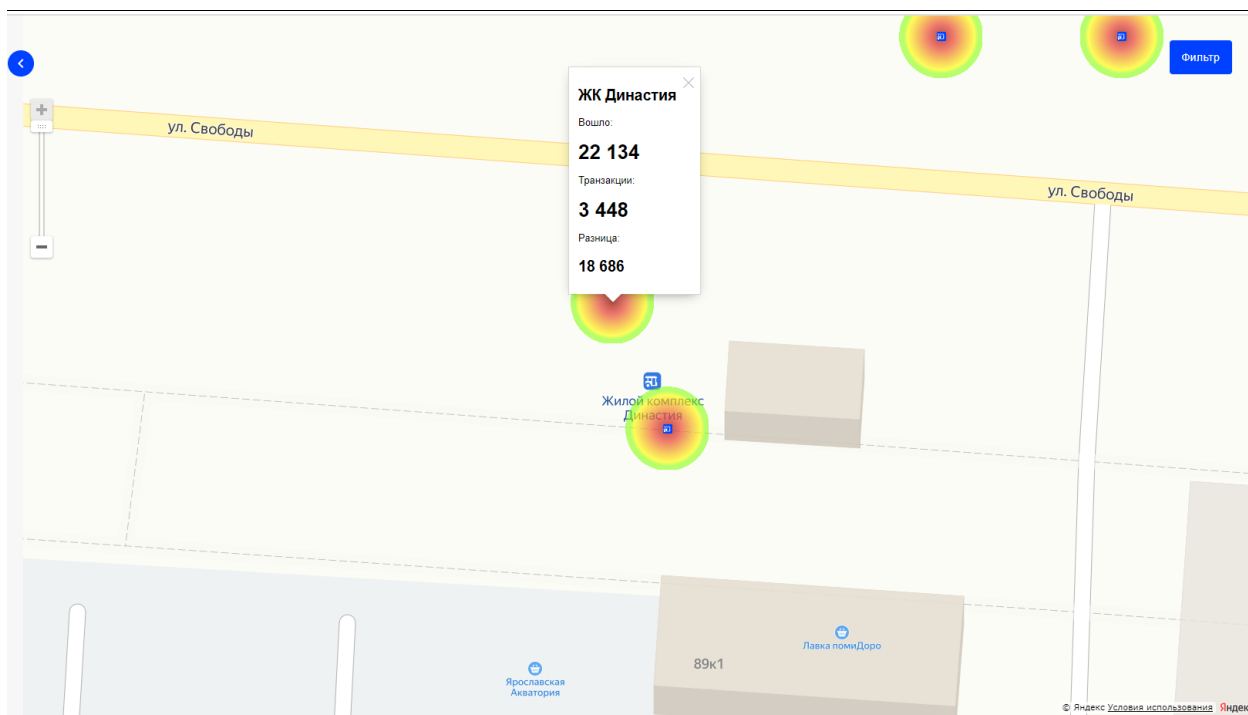 Фильтр
ул. Свободы
ЖК Династия
Вошло:
22 134
Транзакции:
3 448
Разница:
18 686
ул. Свободы
Жилой комплекс
Династия
89к1
Лавка помиДоро
Ярославская
Акватория
© Яндекс Условия использования Яндек